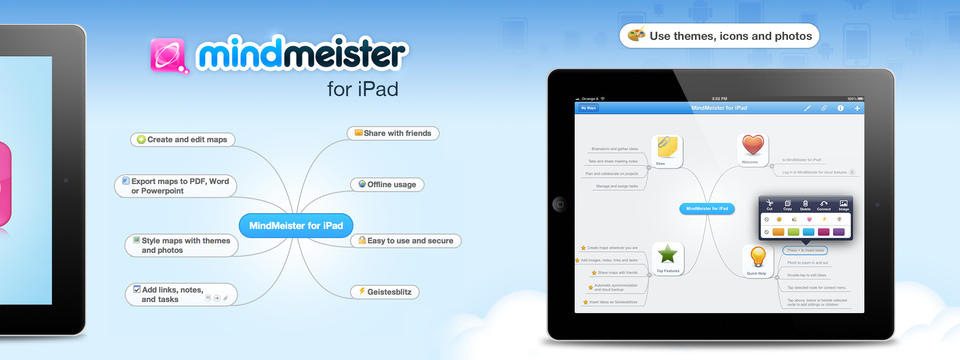 mindmeister
for iPad
Create and edit maps
Export maps to PDF, Word
or Powerpoint
Style maps with themes
and photos
Add links, notes,
and tasks
MindMeister for iPad
Share with friends
Offline usage
Easy to use and secure
Geistesblitz
Use themes, icons and photos
Orange A
3:02 PM
100%
My Maps
MindMeister for iPad
Brainstorm and gather ideas
Take and share meeting notes
Plan and collaborate on projects
Manage and assign tasks
Ideas
Welcome
to MindMeister for iPad!
Log in to MindMeister for cloud features
MindMeister for iPad
Cut
Copy
Delete
Connect
Image
Create maps wherever you are
Add images, notes, links and tasks
Share maps with friends
Automatic synchronization
and cloud backup
Insert ideas as Geistesblitze
Top Features
Quick Help
Press + to insert ideas
Pinch to zoom in and out
Double-tap to edit ideas
Tap selected node for context menu.
Tap above, below or beside selected
node to add siblings or children